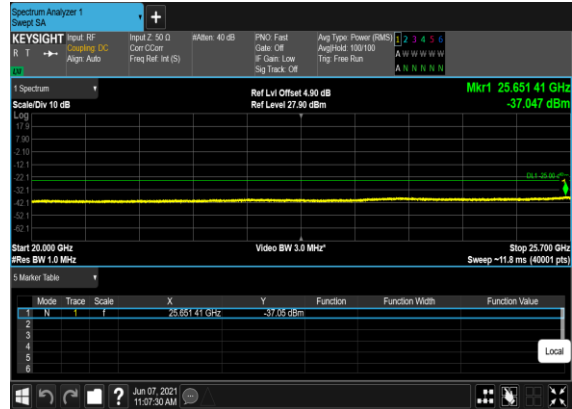 Spectrum Analyzer 1
Swept SA
+
KEYSIGHT Input: RF Input Z: 50 Ω #Atten: 40 dB PNO: Fast Avg Type: Power (RMS) 1 2 3 4 5 6
R T Coupling: DC Corr CCorr Gate: Off Avg|Hold: 100/100 A W W W W W
Align: Auto Freq Ref: Int (S) IF Gain: Low Trig: Free Run
Sig Track: Off A N N N N N
1 Spectrum Ref Lvl Offset 4.90 dB Mkr1 25.651 41 GHz
Scale/Div 10 dB Ref Level 27.90 dBm -37.047 dBm
Log
17.9
7.90
-2.10
-12.1
-22.1 DL1 -25.00
-32.1
-42.1
-52.1
-62.1
Start 20.000 GHz Video BW 3.0 MHz* Stop 25.700 GHz
#Res BW 1.0 MHz Sweep ~11.8 ms (40001 pts)
5 Marker Table
Mode Trace Scale X Y Function Function Width Function Value
1 N 1 f 25.651 41 GHz -37.05 dBm
2
3
4
5
6
Local
? Jun 07, 2021
11:07:30 AM